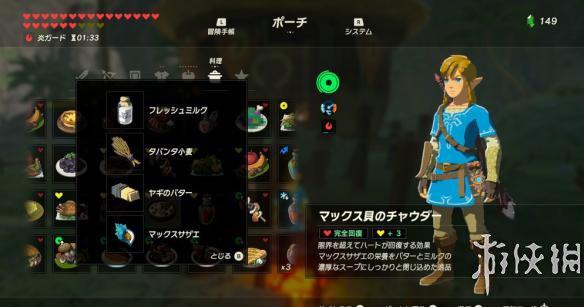 L
ポーチ
R
冒険手帳
システム
149
炎ガード
01:33
料理
フレッシュミルク
タバンタ小麦
ヤギのバター
マックスサザエ
とじる B
×3
マックス貝のチャウダー
完全回復
+ 3
限界を超えてハートが回復する効果
マックスサザエの栄養をバターとミルクの
濃厚なスープにしっかりと閉じ込めた逸品
游侠網